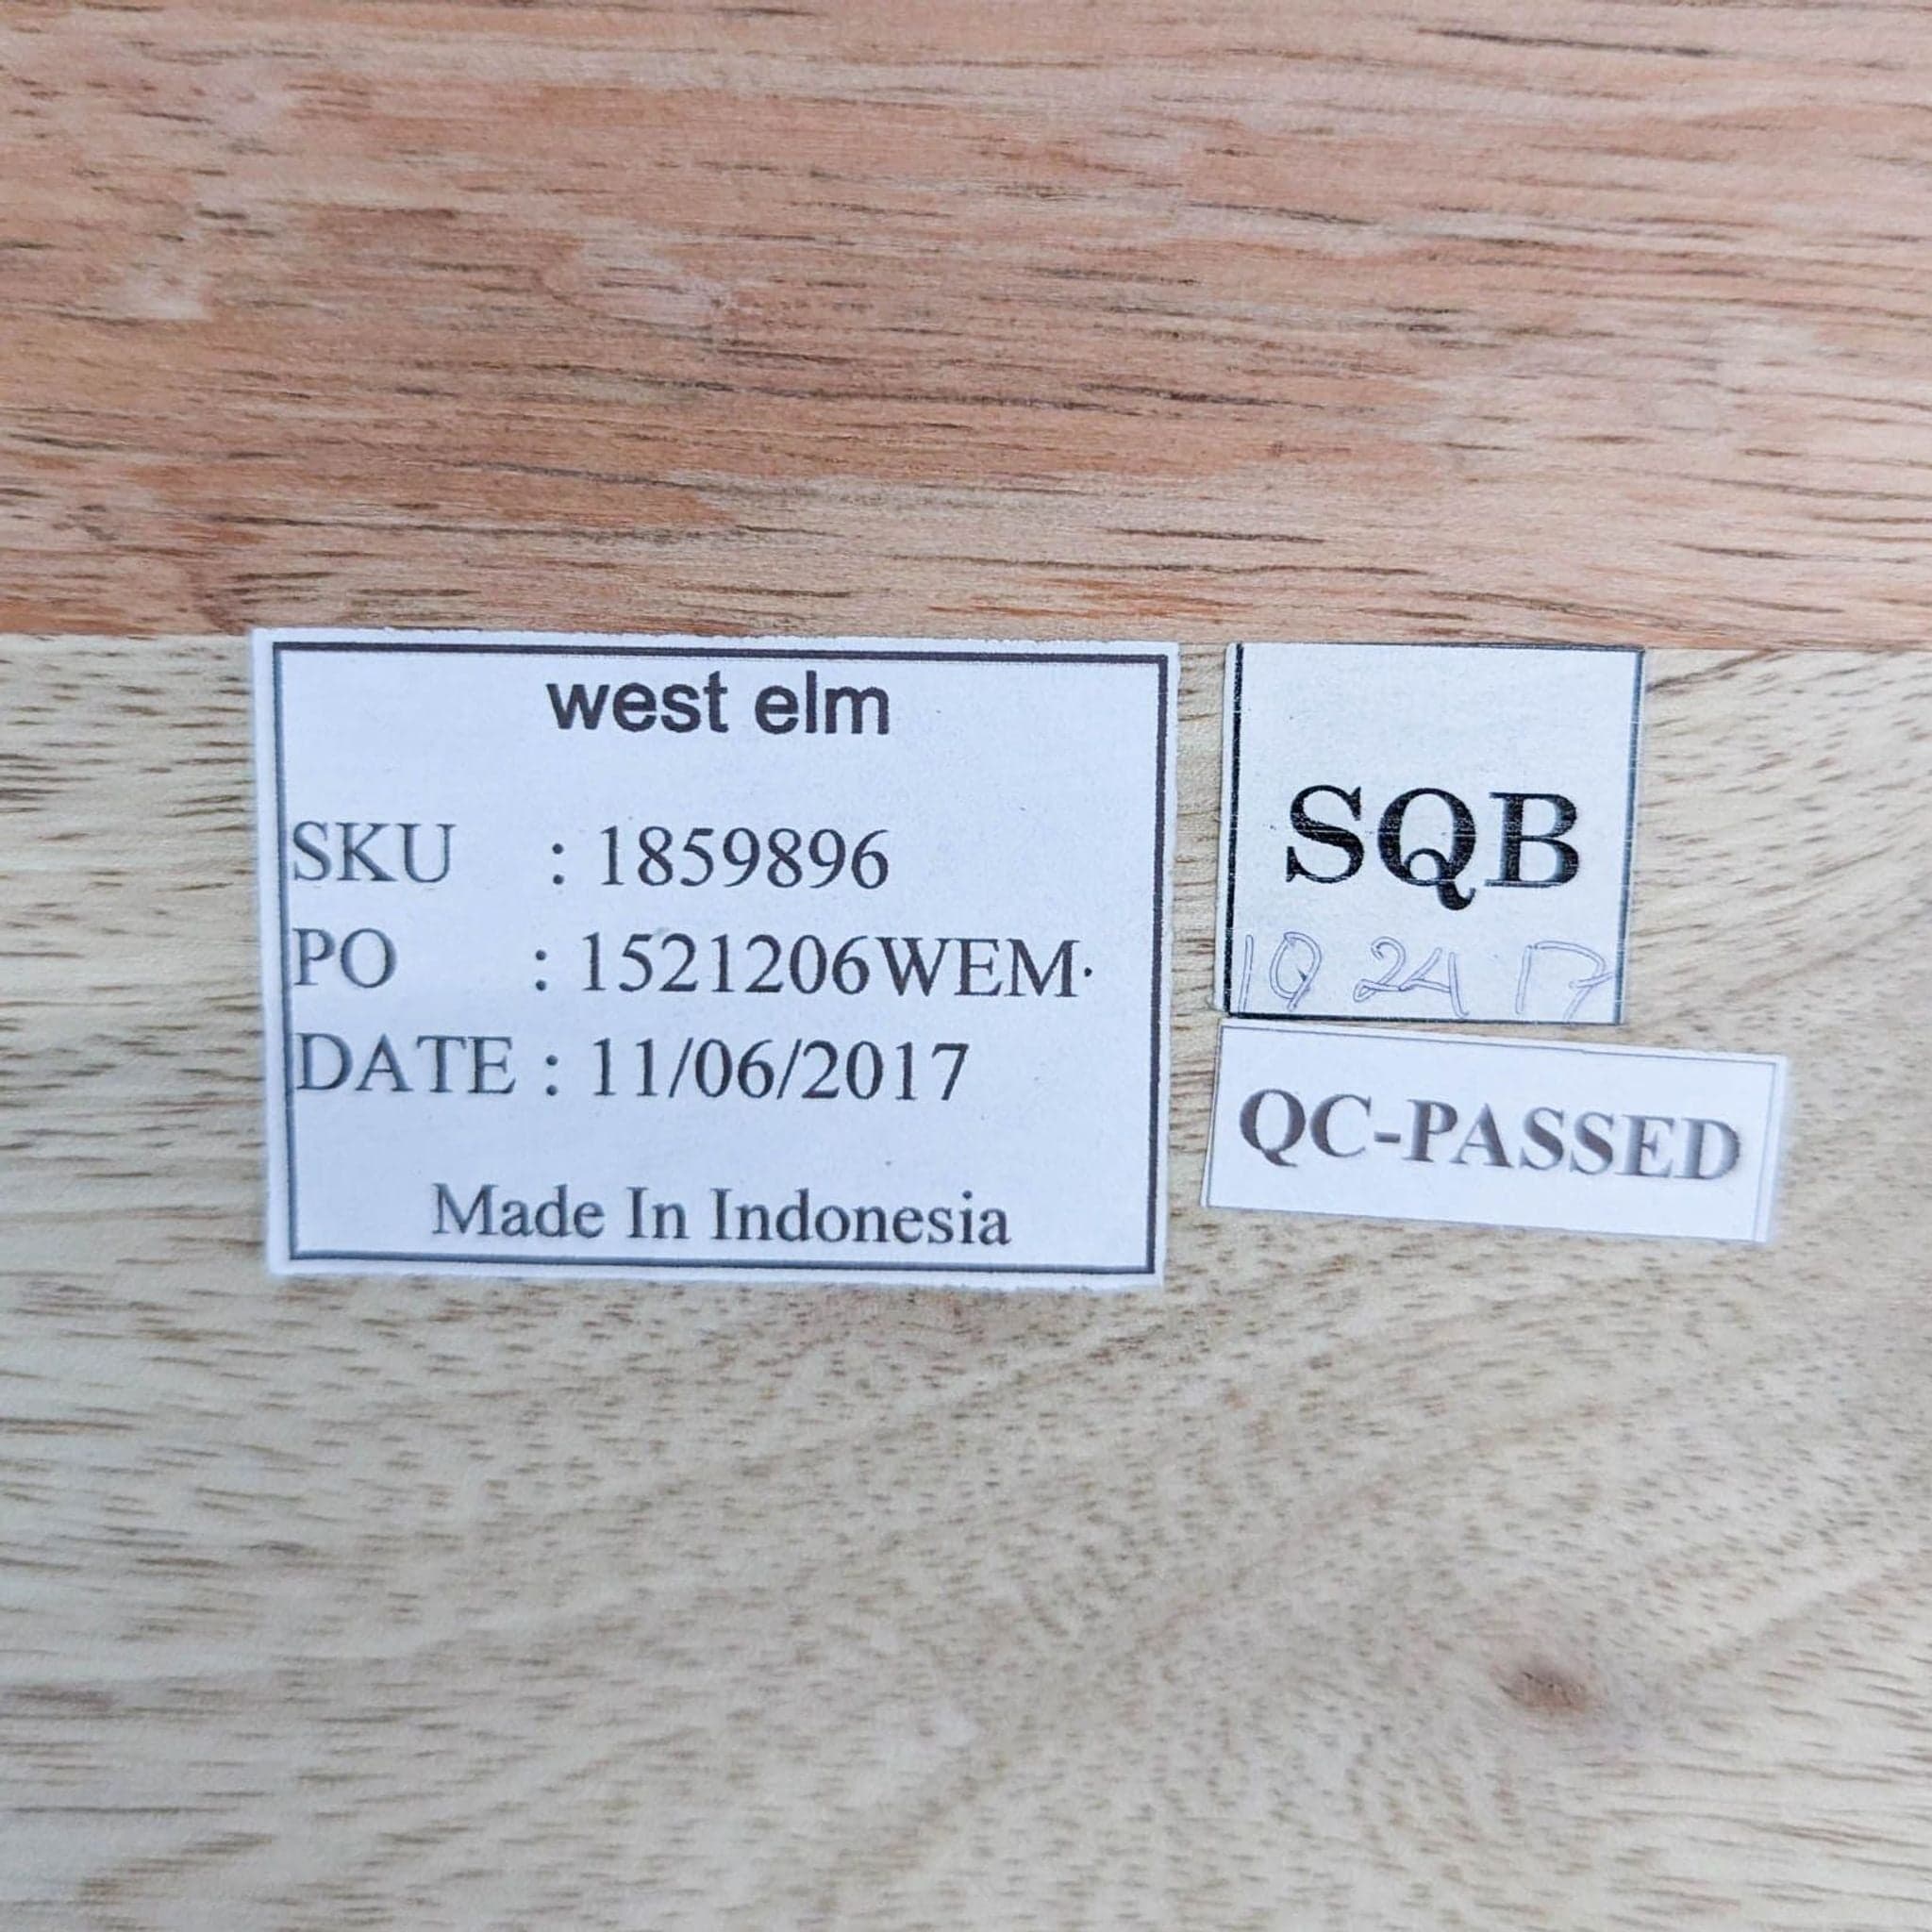 west elm
SKU : 1859896
PO : 1521206WEM.
DATE : 11/06/2017
Made In Indonesia
SQB
10 24 17
QC-PASSED